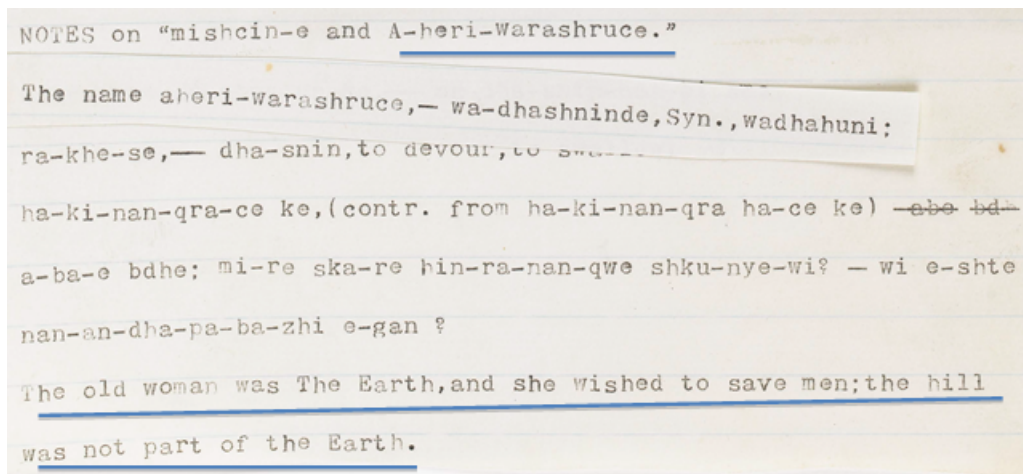 NOTES on “mishcin-e and A-heri-Warashruce.”
The name aheri-warashruce,— wa-dhashninde,Syn.,wadhahuni;
ra-khe-se,— dha-snin,to devour,to
ha-ki-nan-qra-ce ke,(contr. from ha-ki-nan-qra ha-ce ke) abe bd
a-ba-e bdhe; mi-re ska-re hin-ra-nan-qwe shku-nye-wi? — wi e-shte
nan-an-dha-pa-ba-zhi e-gan ?
The old woman was The Earth,and she wished to save men;the hill
was not part of the Earth.